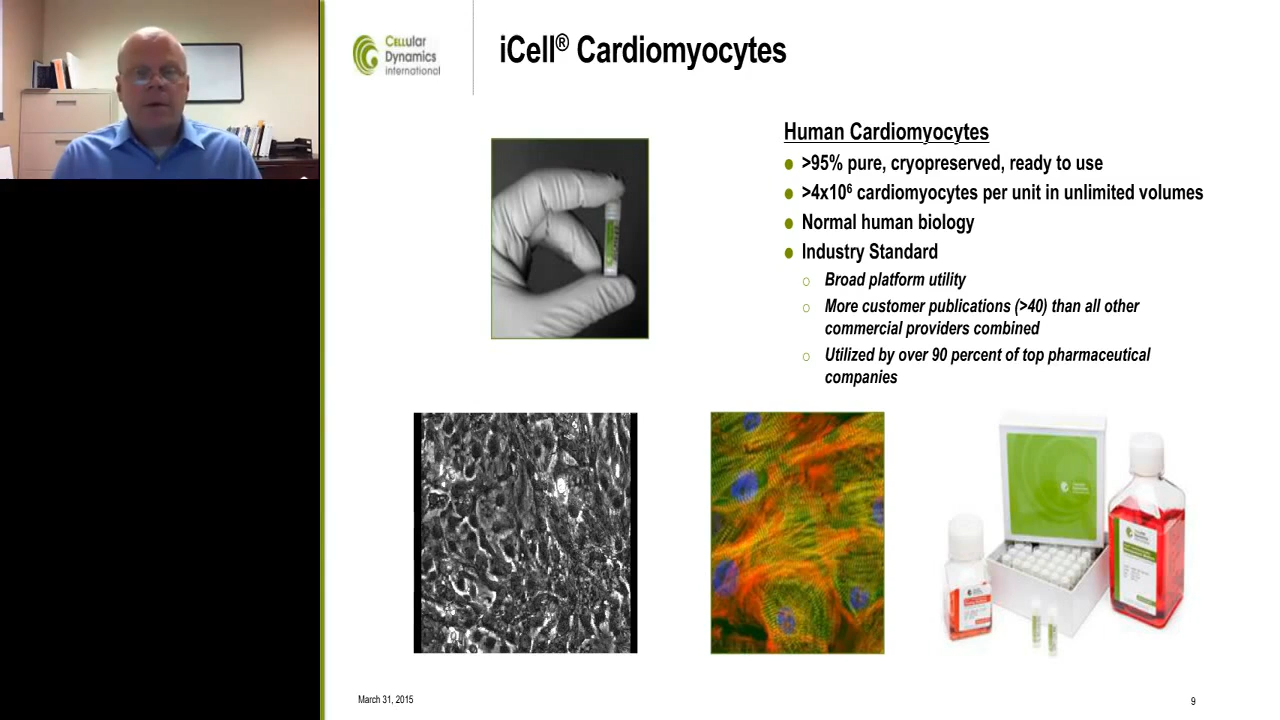 CELLular
Dynamics
international
iCell® Cardiomyocytes
Human Cardiomyocytes
>95% pure, cryopreserved, ready to use
>4x10⁶ cardiomyocytes per unit in unlimited volumes
Normal human biology
Industry Standard
Broad platform utility
More customer publications (>40) than all other
commercial providers combined
Utilized by over 90 percent of top pharmaceutical
companies
March 31, 2015
9